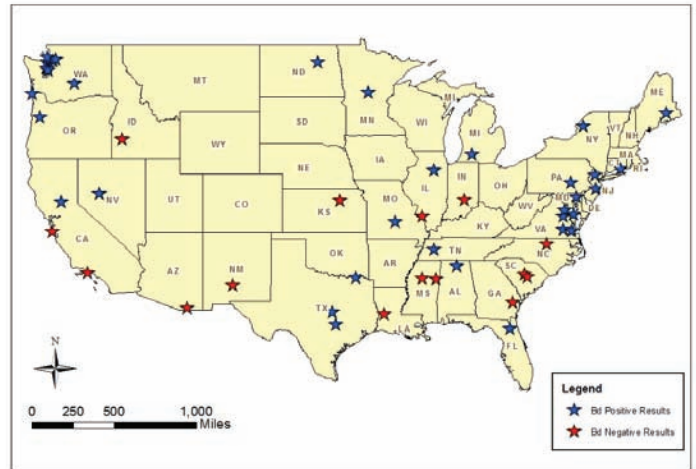 WA
MT
ND
ME
MN
OR
ID
SD
WI
MI
VT
NH
NY
WY
MI
MA
IA
RI
NE
PA
NV
IL
IN
OH
NJ
UT
CO
MD
DE
WV
KS
MO
VA
CA
KY
NC
TN
OK
AZ
NM
AR
SC
MS
AL
GA
TX
LA
FL
N
0 250 500 1,000
Miles
Legend
Bd Positive Results
Bd Negative Results